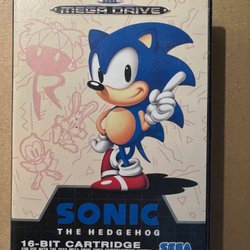 MEGA DRIVE
SONIC
THE HEDGEHOG
16-BIT CARTRIDGE
SEGA